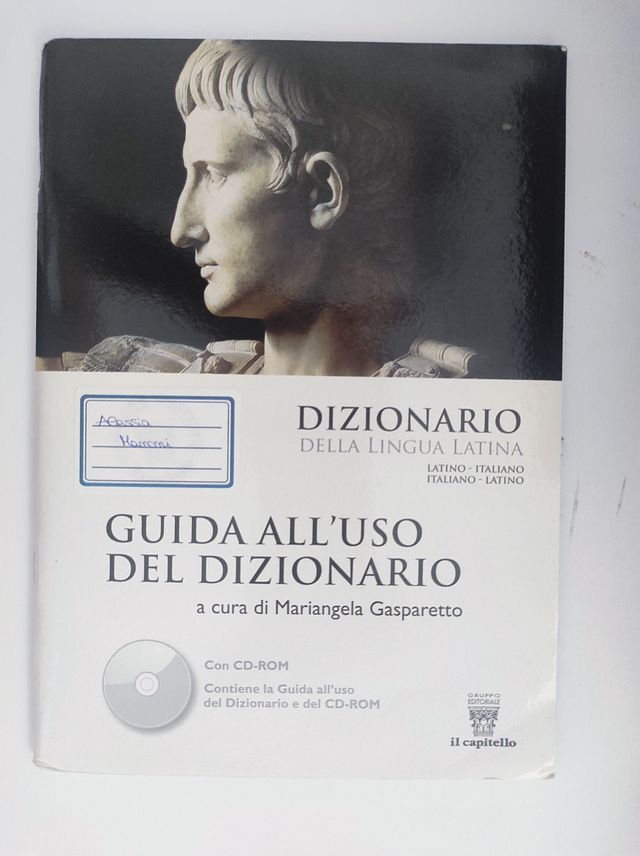 Alessia
DIZIONARIO
DELLA LINGUA LATINA
LATINO - ITALIANO
ITALIANO - LATINO
GUIDA ALL'USO
DEL DIZIONARIO
a cura di Mariangela Gasparetto
Con CD-ROM
Contiene la Guida all'uso
del Dizionario e del CD-ROM
GRUPPO
EDITORIALE
il capitello